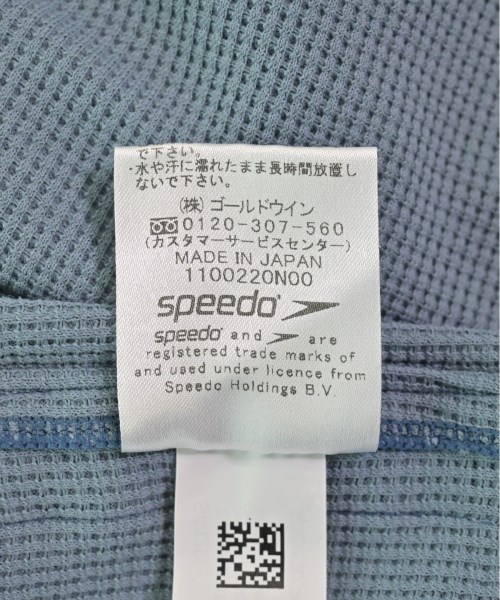 で下さい。
・水や汗に濡れたまま長時間放置し
ないで下さい。
(株)ゴールドウイン
0120-307-560
(カスタマーサービスセンター)
MADE IN JAPAN
1100220N00
speedo
speedo and are
registered trade marks of
and used under licence from
Speedo Holdings B.V.